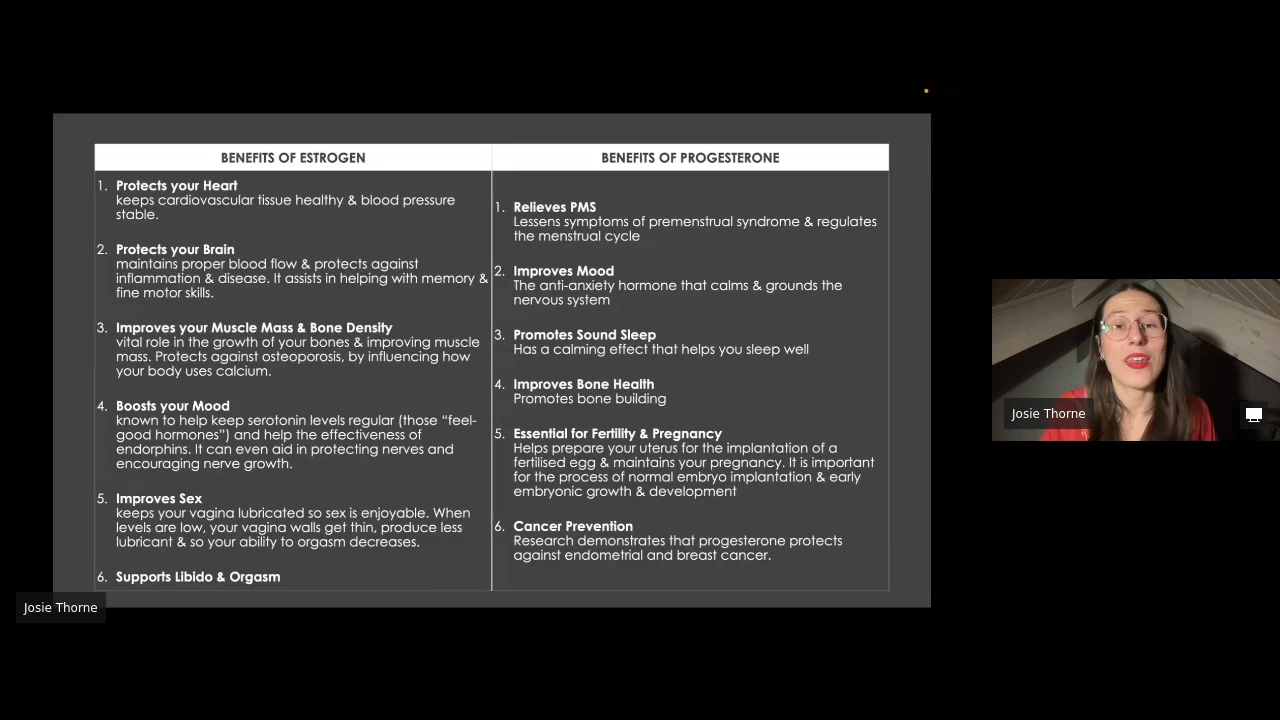 BENEFITS OF ESTROGEN
1. Protects your Heart
keeps cardiovascular tissue healthy & blood pressure
stable.
2. Protects your Brain
maintains proper blood flow & protects against
inflammation & disease. It assists in helping with memory &
fine motor skills.
3. Improves your Muscle Mass & Bone Density
vital role in the growth of your bones & improving muscle
mass. Protects against osteoporosis, by influencing how
your body uses calcium.
4. Boosts your Mood
known to help keep serotonin levels regular (those “feel-
good hormones”) and help the effectiveness of
endorphins. It can even aid in protecting nerves and
encouraging nerve growth.
5. Improves Sex
keeps your vagina lubricated so sex is enjoyable. When
levels are low, your vagina walls get thin, produce less
lubricant & so your ability to orgasm decreases.
6. Supports Libido & Orgasm
BENEFITS OF PROGESTERONE
1. Relieves PMS
Lessens symptoms of premenstrual syndrome & regulates
the menstrual cycle
2. Improves Mood
The anti-anxiety hormone that calms & grounds the
nervous system
3. Promotes Sound Sleep
Has a calming effect that helps you sleep well
4. Improves Bone Health
Promotes bone building
5. Essential for Fertility & Pregnancy
Helps prepare your uterus for the implantation of a
fertilised egg & maintains your pregnancy. It is important
for the process of normal embryo implantation & early
embryonic growth & development
6. Cancer Prevention
Research demonstrates that progesterone protects
against endometrial and breast cancer.
Josie Thorne
Josie Thorne